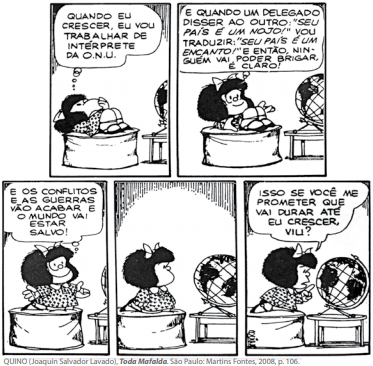 QUANDO EU
CRESCER, EU VOU
TRABALHAR DE
INTÉRPRETE
DA O.N.U.
E QUANDO UM DELEGADO
DISSER AO OUTRO: "SEU
PAÍS É UM NOJO!" VOU
TRADUZIR: "SEU PAÍS É UM
ENCANTO!" E ENTÃO, NIN-
GUÉM VAI PODER BRIGAR,
É CLARO!
E OS CONFLITOS
E AS GUERRAS
VÃO ACABAR E
O MUNDO VAI
ESTAR
SALVO!
ISSO SE VOCÊ ME
PROMETER QUE
VAI DURAR ATÉ
EU CRESCER,
VIU?
QUINO (Joaquín Salvador Lavado), Toda Mafalda. São Paulo: Martins Fontes, 2008, p. 106.